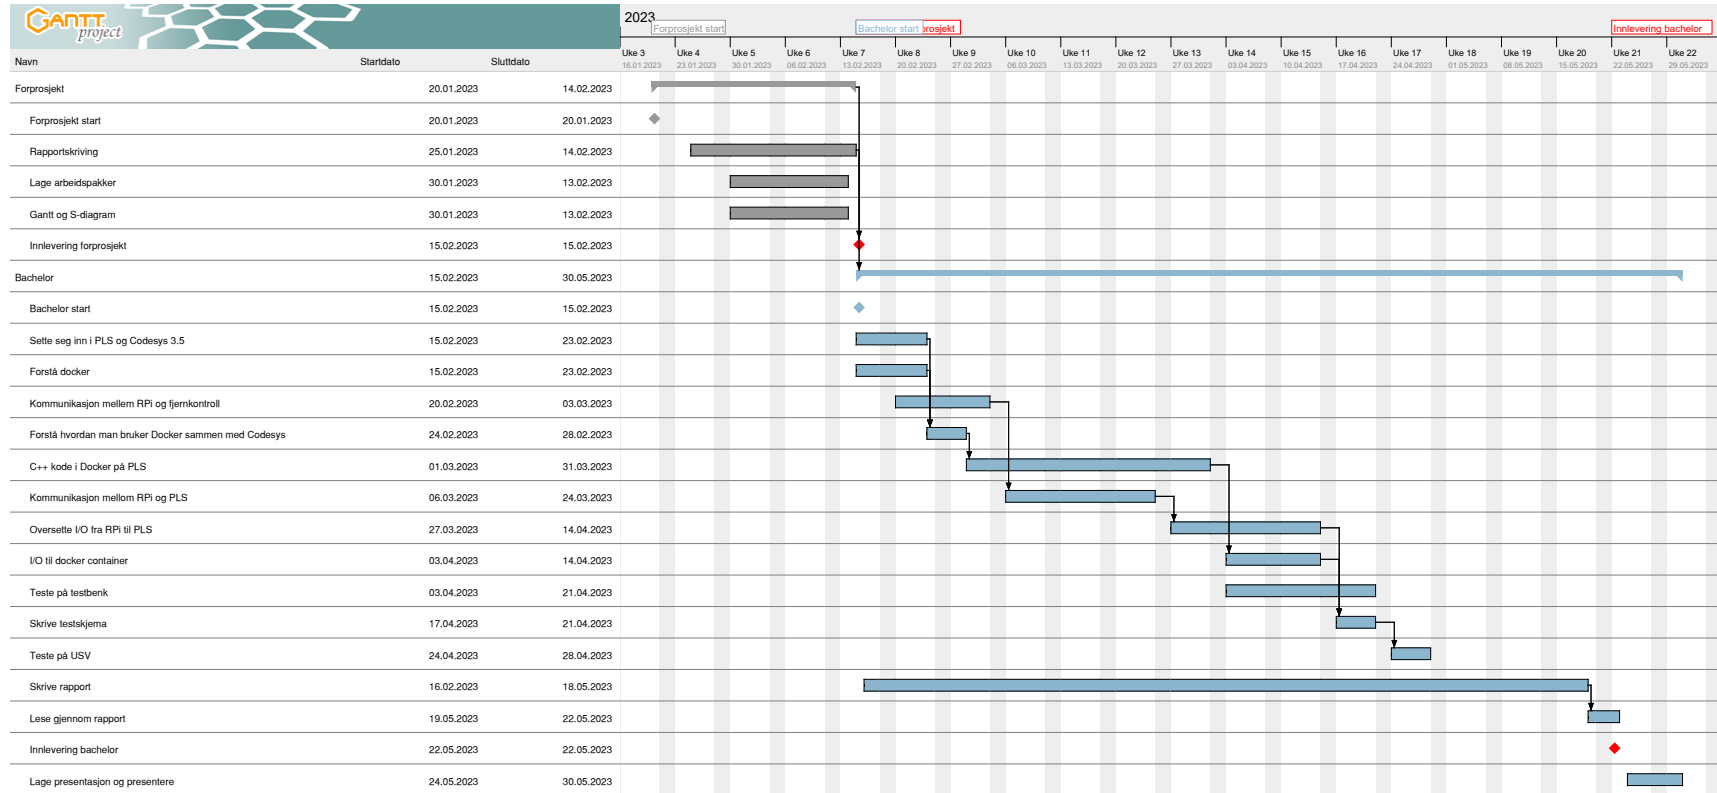 GANTT
project
2023
Forprosjekt start
Bachelor start
rosjekt
Innlevering bachelor
Navn Startdato Sluttdato
Uke 3 Uke 4 Uke 5 Uke 6 Uke 7 Uke 8 Uke 9 Uke 10 Uke 11 Uke 12 Uke 13 Uke 14 Uke 15 Uke 16 Uke 17 Uke 18 Uke 19 Uke 20 Uke 21 Uke 22
16.01.2023 23.01.2023 30.01.2023 06.02.2023 13.02.2023 20.02.2023 27.02.2023 06.03.2023 13.03.2023 20.03.2023 27.03.2023 03.04.2023 10.04.2023 17.04.2023 24.04.2023 01.05.2023 08.05.2023 15.05.2023 22.05.2023 29.05.2023
Forprosjekt 20.01.2023 14.02.2023
Forprosjekt start 20.01.2023 20.01.2023
Rapportskriving 25.01.2023 14.02.2023
Lage arbeidspakker 30.01.2023 13.02.2023
Gantt og S-diagram 30.01.2023 13.02.2023
Innlevering forprosjekt 15.02.2023 15.02.2023
Bachelor 15.02.2023 30.05.2023
Bachelor start 15.02.2023 15.02.2023
Sette seg inn i PLS og Codesys 3.5 15.02.2023 23.02.2023
Forstå docker 15.02.2023 23.02.2023
Kommunikasjon mellem RPi og fjernkontroll 20.02.2023 03.03.2023
Forstå hvordan man bruker Docker sammen med Codesys 24.02.2023 28.02.2023
C++ kode i Docker på PLS 01.03.2023 31.03.2023
Kommunikasjon mellom RPi og PLS 06.03.2023 24.03.2023
Oversette I/O fra RPi til PLS 27.03.2023 14.04.2023
I/O til docker container 03.04.2023 14.04.2023
Teste på testbenk 03.04.2023 21.04.2023
Skrive testskjema 17.04.2023 21.04.2023
Teste på USV 24.04.2023 28.04.2023
Skrive rapport 16.02.2023 18.05.2023
Lese gjennom rapport 19.05.2023 22.05.2023
Innlevering bachelor 22.05.2023 22.05.2023
Lage presentasjon og presentere 24.05.2023 30.05.2023